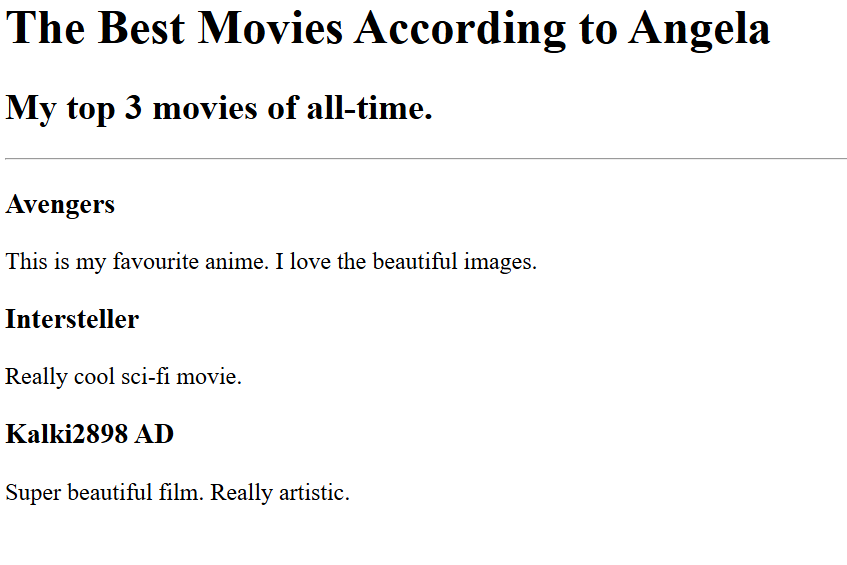 The Best Movies According to Angela
My top 3 movies of all-time.
Avengers
This is my favourite anime. I love the beautiful images.
Intersteller
Really cool sci-fi movie.
Kalki2898 AD
Super beautiful film. Really artistic.